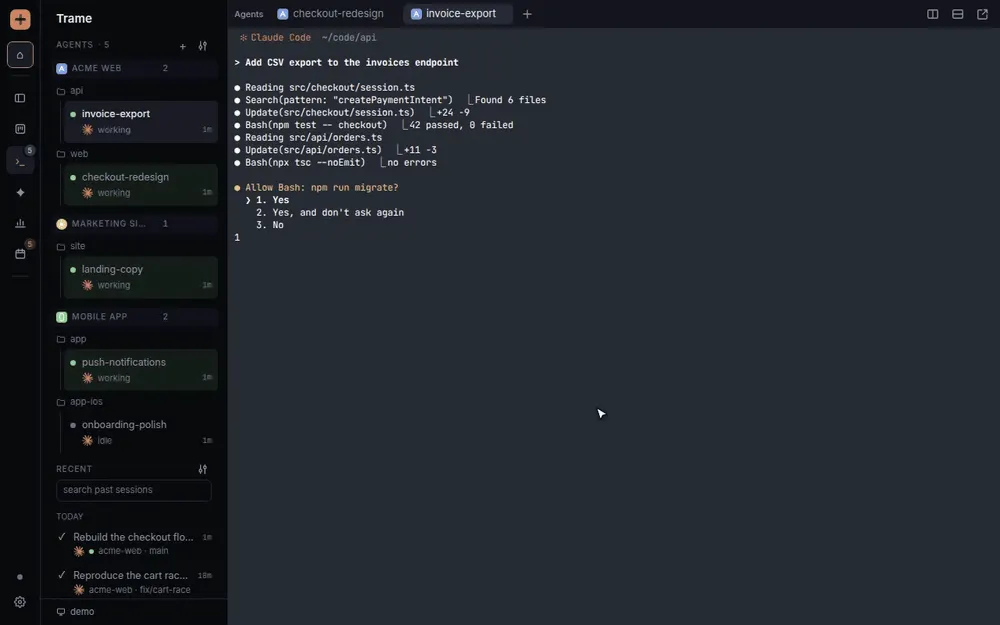 Trame
AGENTS · 5
A ACME WEB 2
api
invoice-export
working 1m
web
checkout-redesign
working 1m
MARKETING SI... 1
site
landing-copy
working 1m
MOBILE APP 2
app
push-notifications
working 1m
app-ios
onboarding-polish
idle 1m
RECENT
search past sessions
TODAY
✓ Rebuild the checkout flo... 1m
acme-web · main
✓ Reproduce the cart rac... 18m
acme-web · fix/cart-race
demo
5
5
Agents A checkout-redesign A invoice-export +
Claude Code ~/code/api
> Add CSV export to the invoices endpoint
● Reading src/checkout/session.ts
● Search(pattern: "createPaymentIntent") ⎿Found 6 files
● Update(src/checkout/session.ts) ⎿+24 -9
● Bash(npm test -- checkout) ⎿42 passed, 0 failed
● Reading src/api/orders.ts
● Update(src/api/orders.ts) ⎿+11 -3
● Bash(npx tsc --noEmit) ⎿no errors
● Allow Bash: npm run migrate?
❯ 1. Yes
2. Yes, and don't ask again
3. No
1